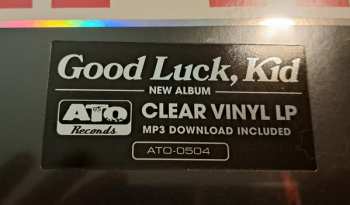 Good Luck, Kid
NEW ALBUM
ATO
Records
CLEAR VINYL LP
MP3 DOWNLOAD INCLUDED
ATO-0504